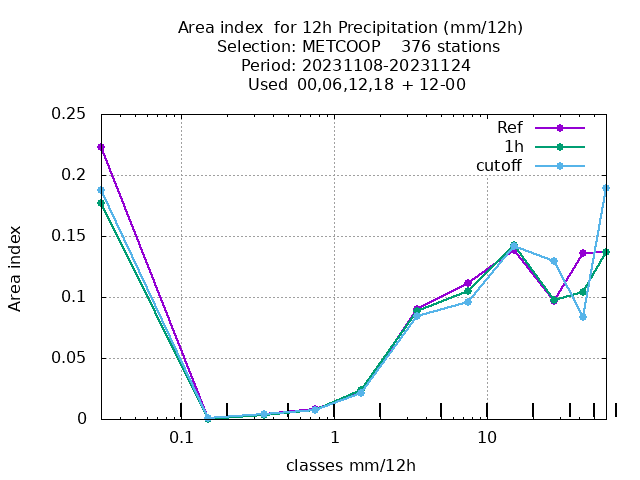 Area index  for 12h Precipitation (mm/12h)
Selection: METCOOP    376 stations
Period: 20231108-20231124
Used  00,06,12,18 + 12-00
Ref
1h
cutoff
0.25
0.2
0.15
0.1
0.05
0
Area index
0.1
1
10
classes mm/12h